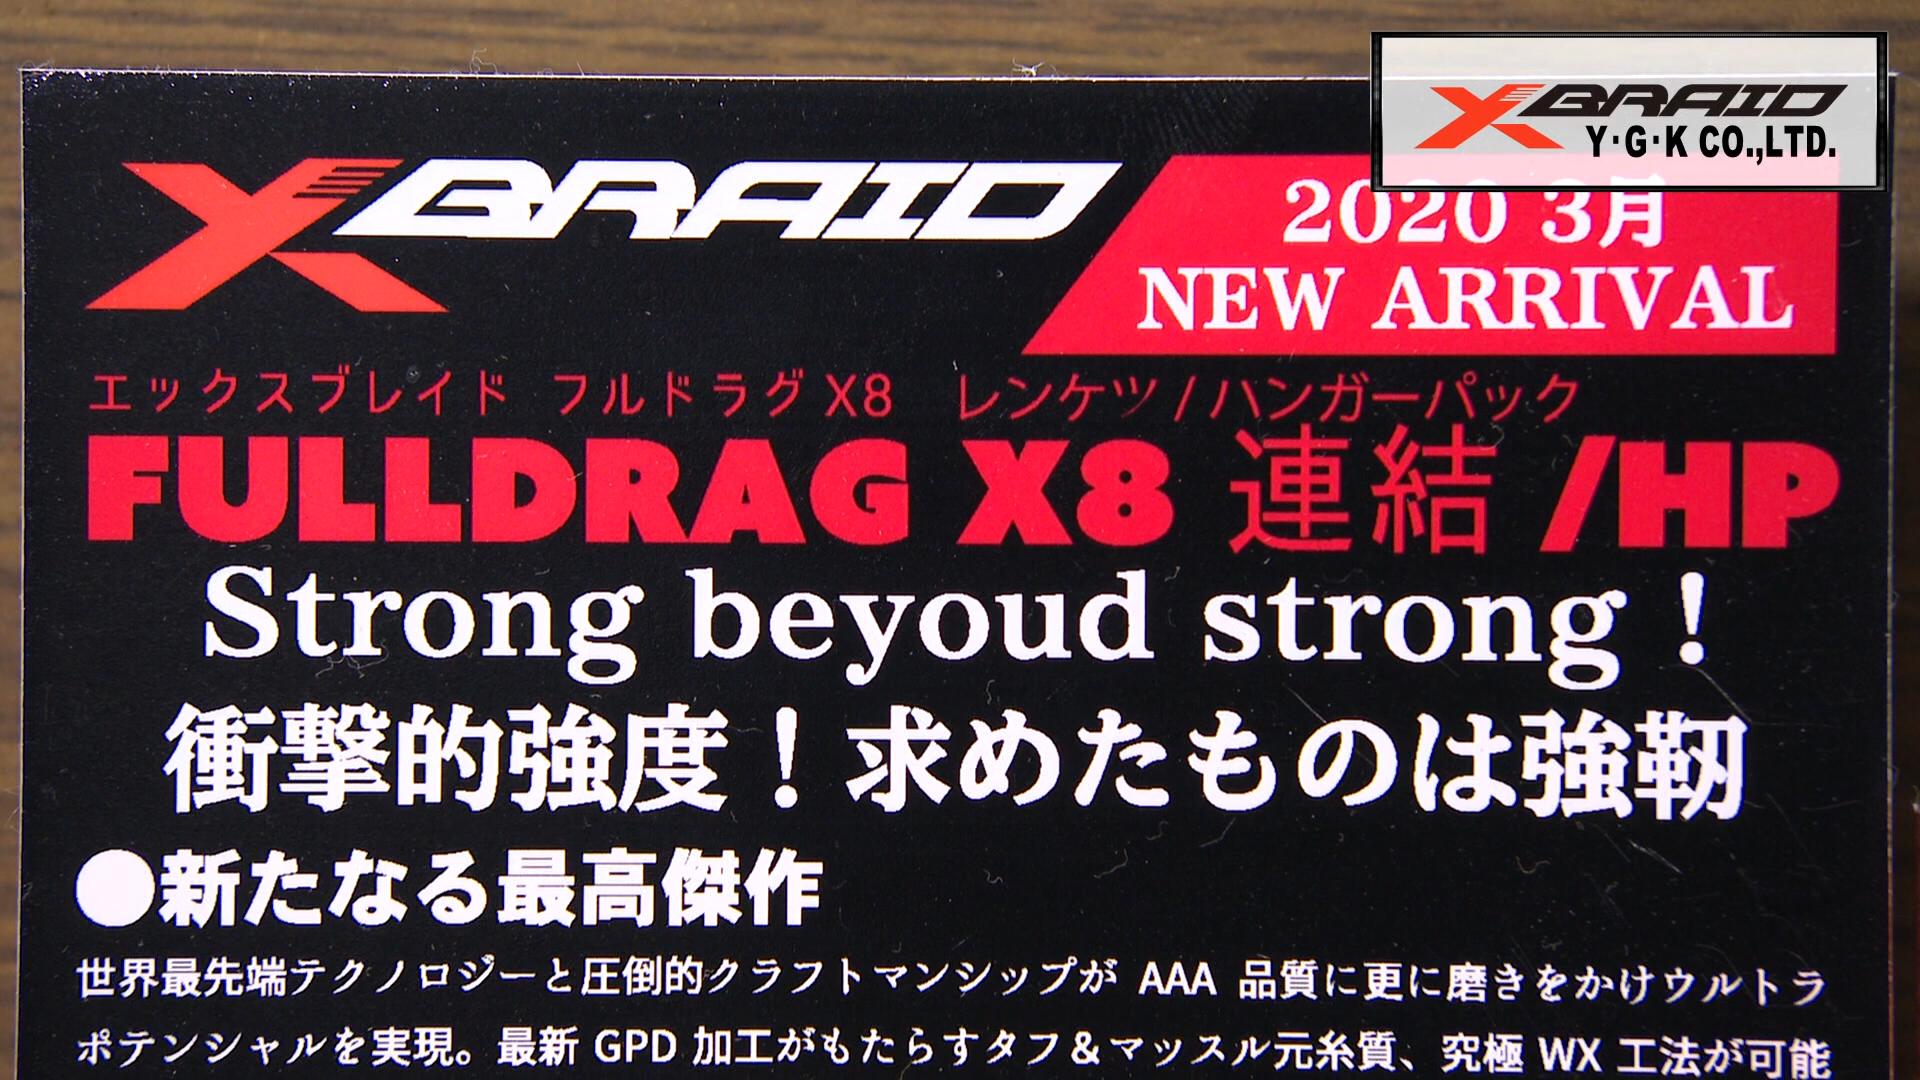 XBRAID
Y·G·K CO.,LTD.
XBRAID
2020 3月
NEW ARRIVAL
エックスブレイド フルドラグ X8 レンケツ / ハンガーパック
FULLDRAG X8 連結 /HP
Strong beyoud strong！
衝撃的強度！求めたものは強靭
●新たなる最高傑作
世界最先端テクノロジーと圧倒的クラフトマンシップが AAA 品質に更に磨きをかけウルトラ
ポテンシャルを実現。最新 GPD 加工がもたらすタフ＆マッスル元糸質、究極 WX 工法が可能